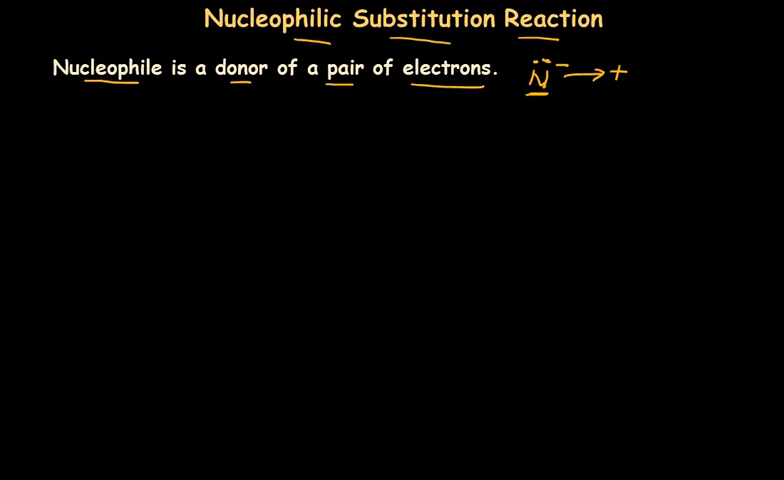 Nucleophilic Substitution Reaction
Nucleophile is a donor of a pair of electrons. N̈⁻ → +